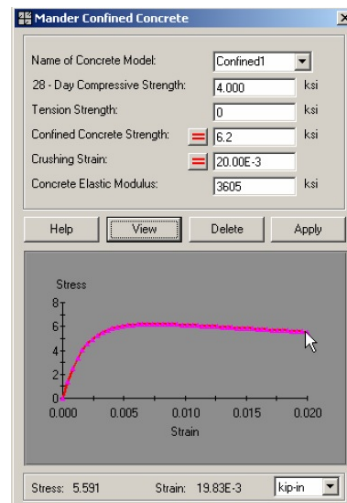 Mander Confined Concrete
Name of Concrete Model: Confined1
28 - Day Compressive Strength: 4.000 ksi
Tension Strength: 0 ksi
Confined Concrete Strength: 6.2 ksi
Crushing Strain: 20.00E-3
Concrete Elastic Modulus: 3605 ksi
Help View Delete Apply
Stress
8
6
4
2
0
0.000 0.005 0.010 0.015 0.020
Strain
Stress: 5.591 Strain: 19.83E-3 kip-in